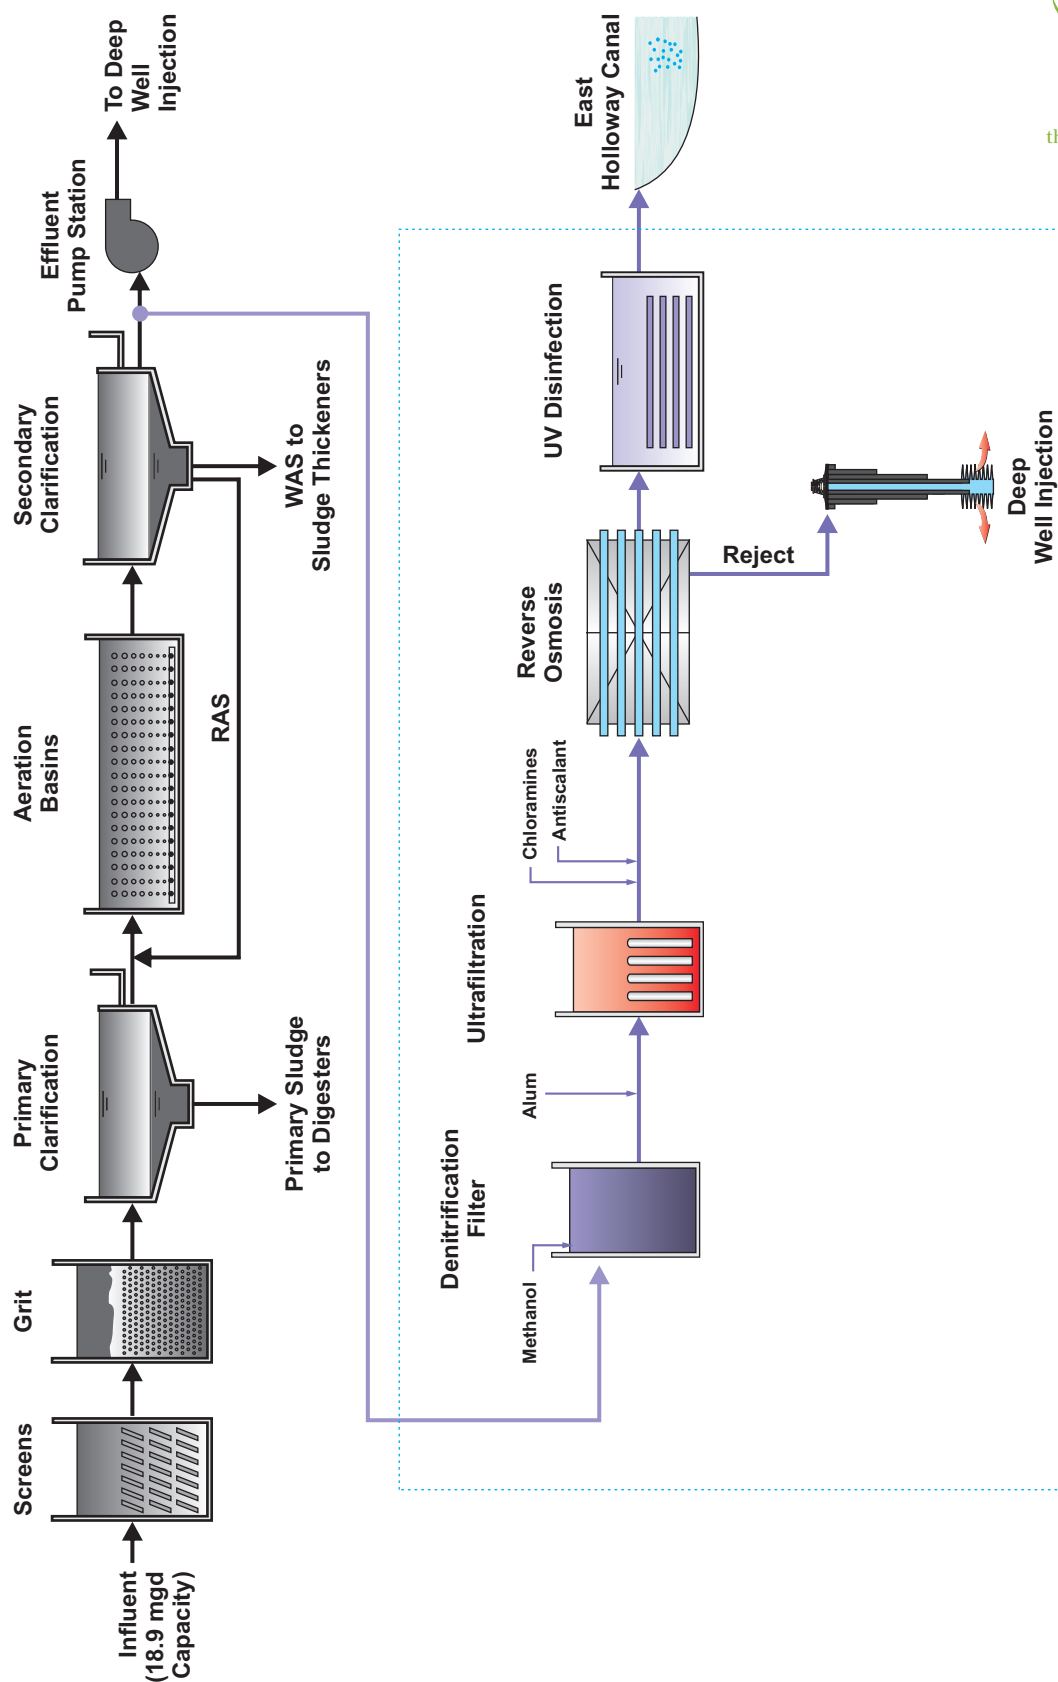 Influent
(18.9 mgd
Capacity)
Screens
Grit
Primary
Clarification
Primary Sludge
to Digesters
Aeration
Basins
RAS
Secondary
Clarification
WAS to
Sludge Thickeners
Effluent
Pump Station
To Deep
Well
Injection
Methanol
Denitrification
Filter
Alum
Ultrafiltration
Chloramines
Antiscalant
Reverse
Osmosis
Reject
Deep
Well Injection
UV Disinfection
East
Holloway Canal
th